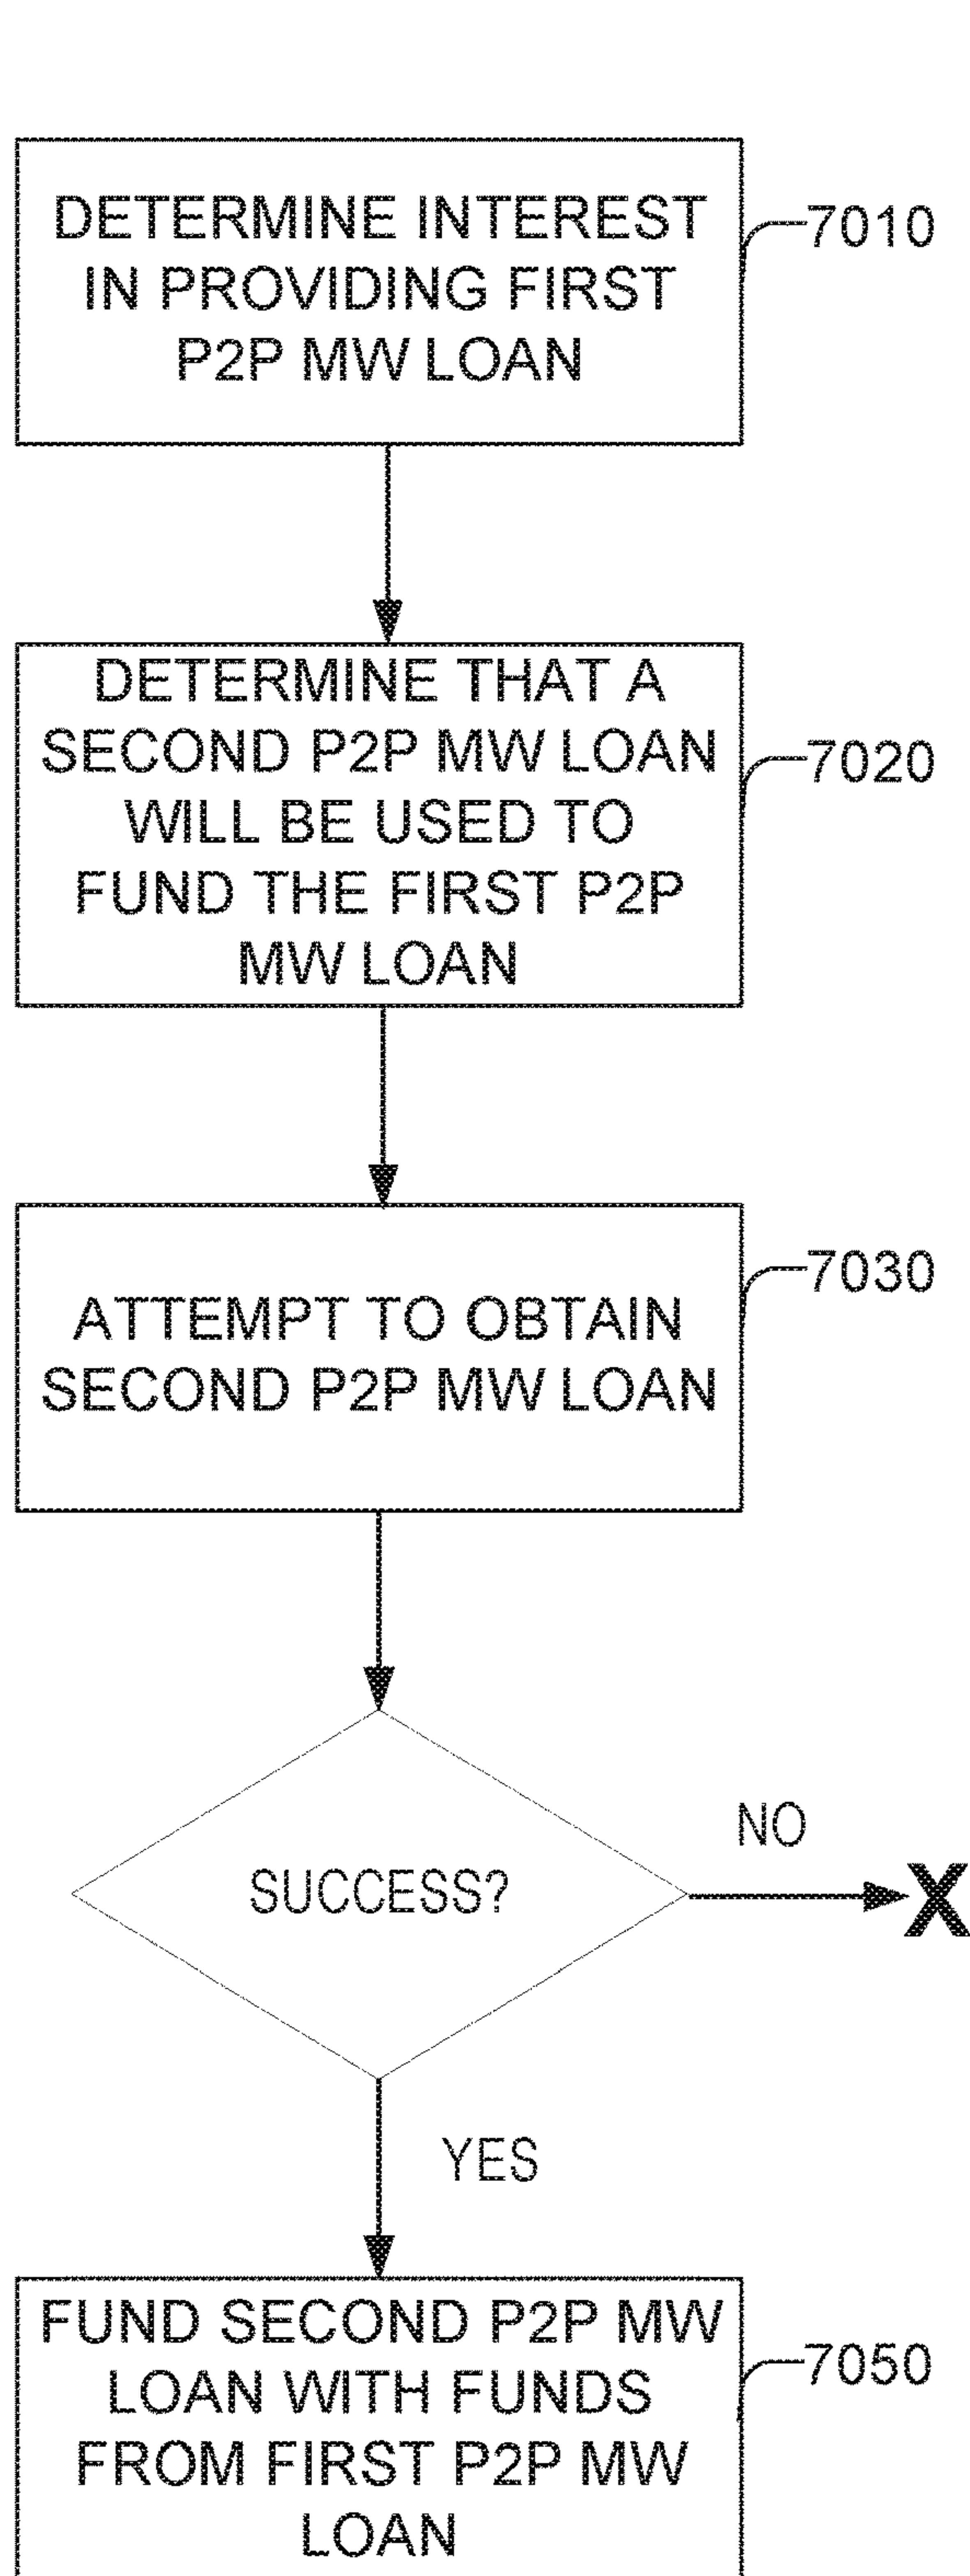 DETERMINE INTEREST
IN PROVIDING FIRST
P2P MW LOAN
7010
DETERMINE THAT A
SECOND P2P MW LOAN
WILL BE USED TO
FUND THE FIRST P2P
MW LOAN
7020
ATTEMPT TO OBTAIN
SECOND P2P MW LOAN
7030
SUCCESS?
NO
X
YES
FUND SECOND P2P MW
LOAN WITH FUNDS
FROM FIRST P2P MW
LOAN
7050